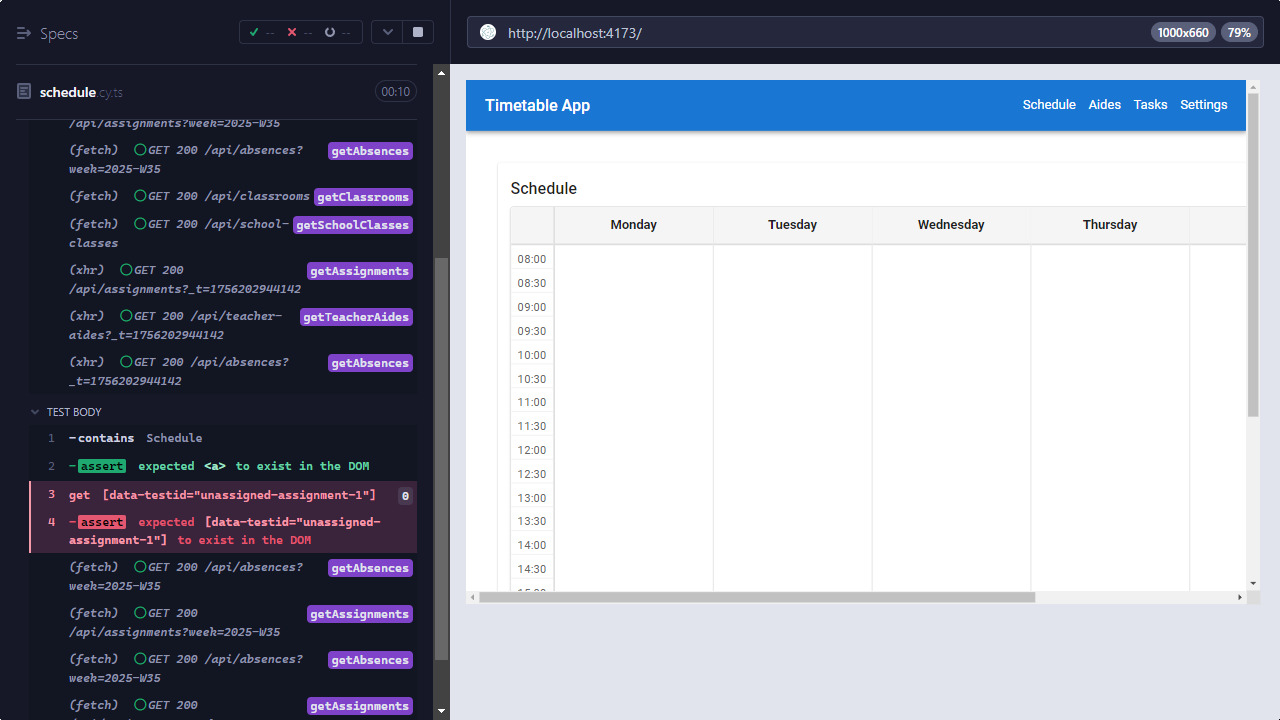 Specs
-- -- --
schedule.cy.ts 00:10
/api/assignments?week=2025-W35
(fetch) GET 200 /api/absences? getAbsences
week=2025-W35
(fetch) GET 200 /api/classrooms getClassrooms
(fetch) GET 200 /api/school- getSchoolClasses
classes
(xhr) GET 200 getAssignments
/api/assignments?_t=1756202944142
(xhr) GET 200 /api/teacher- getTeacherAides
aides?_t=1756202944142
(xhr) GET 200 /api/absences? getAbsences
_t=1756202944142
TEST BODY
1 -contains Schedule
2 -assert expected <a> to exist in the DOM
3 get [data-testid="unassigned-assignment-1"] 0
4 -assert expected [data-testid="unassigned-
assignment-1"] to exist in the DOM
(fetch) GET 200 /api/absences? getAbsences
week=2025-W35
(fetch) GET 200 getAssignments
/api/assignments?week=2025-W35
(fetch) GET 200 /api/absences? getAbsences
week=2025-W35
(fetch) GET 200 getAssignments
http://localhost:4173/ 1000x660 79%
Timetable App Schedule Aides Tasks Settings
Schedule
Monday Tuesday Wednesday Thursday
08:00
08:30
09:00
09:30
10:00
10:30
11:00
11:30
12:00
12:30
13:00
13:30
14:00
14:30